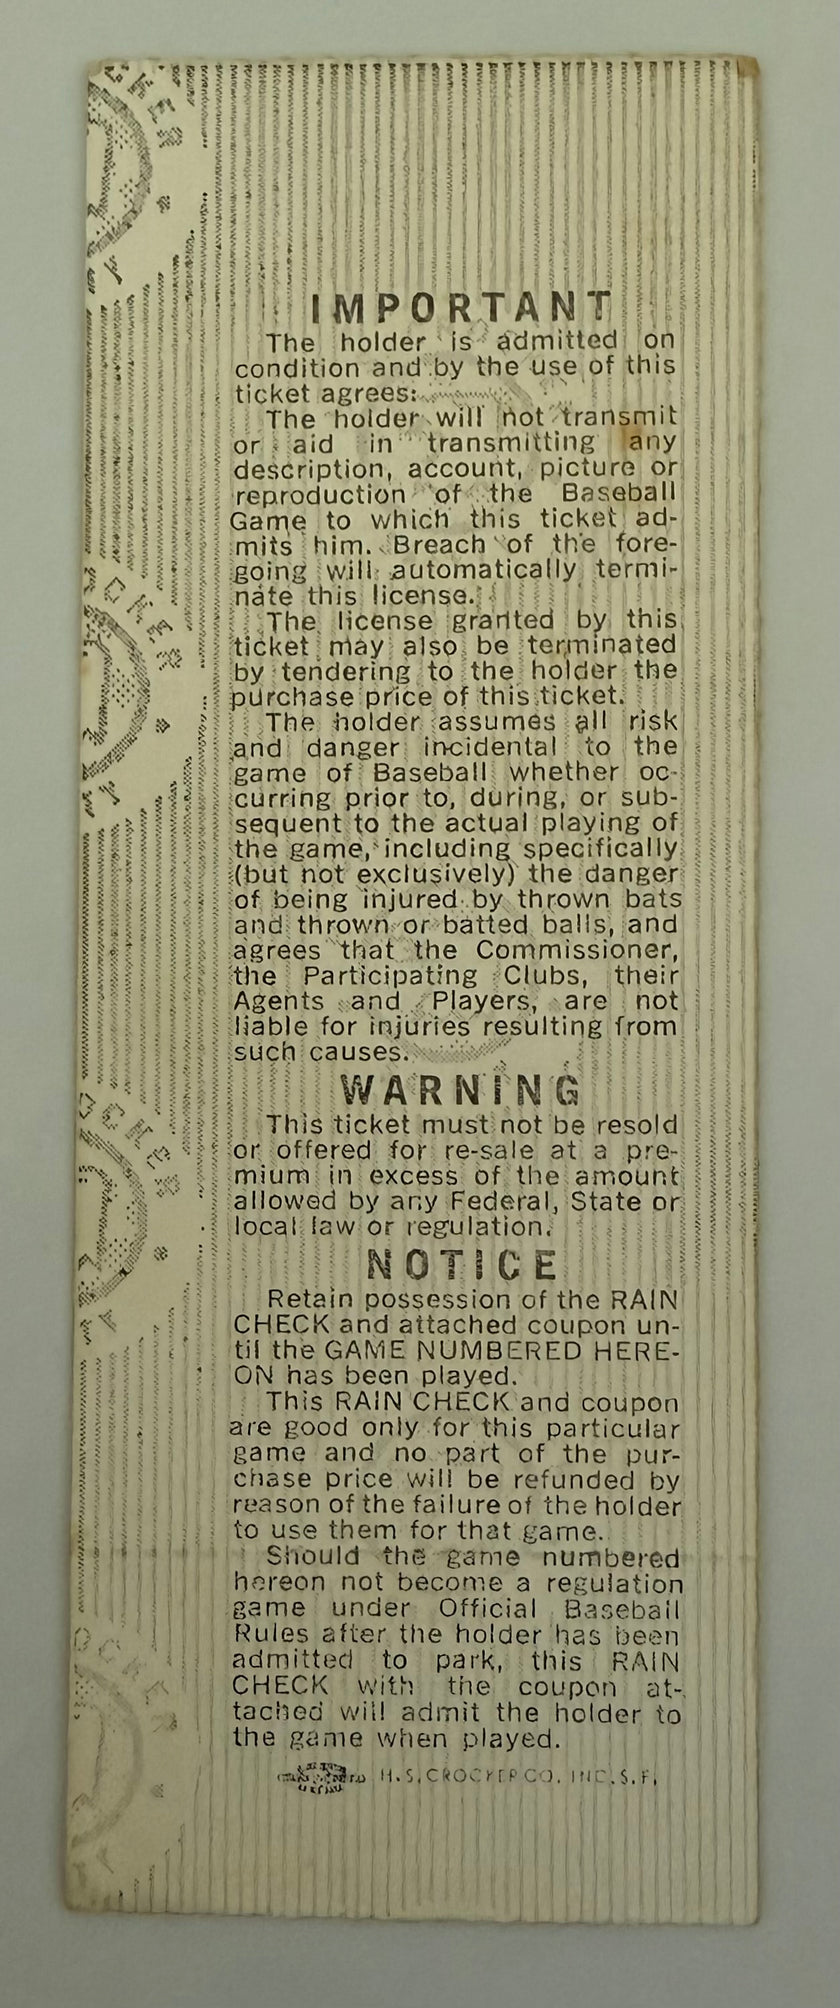 IMPORTANT
The holder is admitted on
condition and by the use of this
ticket agrees:
The holder will not transmit
or aid in transmitting any
description, account, picture or
reproduction of the Baseball
Game to which this ticket ad-
mits him. Breach of the fore-
going will automatically termi-
nate this license.
The license granted by this
ticket may also be terminated
by tendering to the holder the
purchase price of this ticket.
The holder assumes all risk
and danger incidental to the
game of Baseball whether oc-
curring prior to, during, or sub-
sequent to the actual playing of
the game, including specifically
(but not exclusively) the danger
of being injured by thrown bats
and thrown or batted balls, and
agrees that the Commissioner,
the Participating Clubs, their
Agents and Players, are not
liable for injuries resulting from
such causes.
WARNING
This ticket must not be resold
or offered for re-sale at a pre-
mium in excess of the amount
allowed by any Federal, State or
local law or regulation.
NOTICE
Retain possession of the RAIN
CHECK and attached coupon un-
til the GAME NUMBERED HERE-
ON has been played.
This RAIN CHECK and coupon
are good only for this particular
game and no part of the pur-
chase price will be refunded by
reason of the failure of the holder
to use them for that game.
Should the game numbered
hereon not become a regulation
game under Official Baseball
Rules after the holder has been
admitted to park, this RAIN
CHECK with the coupon at-
tached will admit the holder to
the game when played.
H.S. CROCKER CO. INC. S.F.